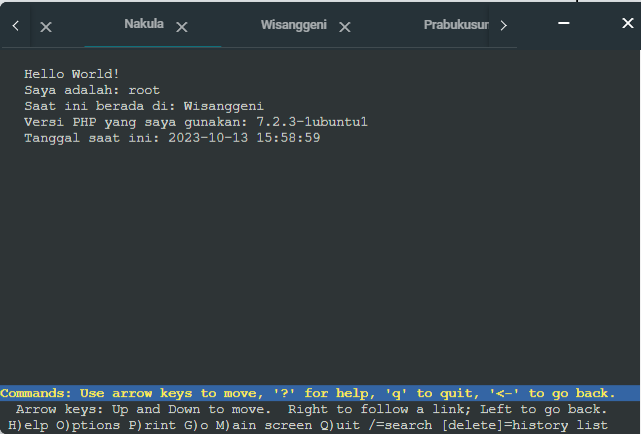 Nakula Wisanggeni Prabukusur
Hello World!
Saya adalah: root
Saat ini berada di: Wisanggeni
Versi PHP yang saya gunakan: 7.2.3-1ubuntu1
Tanggal saat ini: 2023-10-13 15:58:59
Commands: Use arrow keys to move, '?' for help, 'q' to quit, '<-' to go back.
Arrow keys: Up and Down to move.  Right to follow a link; Left to go back.
H)elp O)ptions P)rint G)o M)ain screen Q)uit /=search [delete]=history list